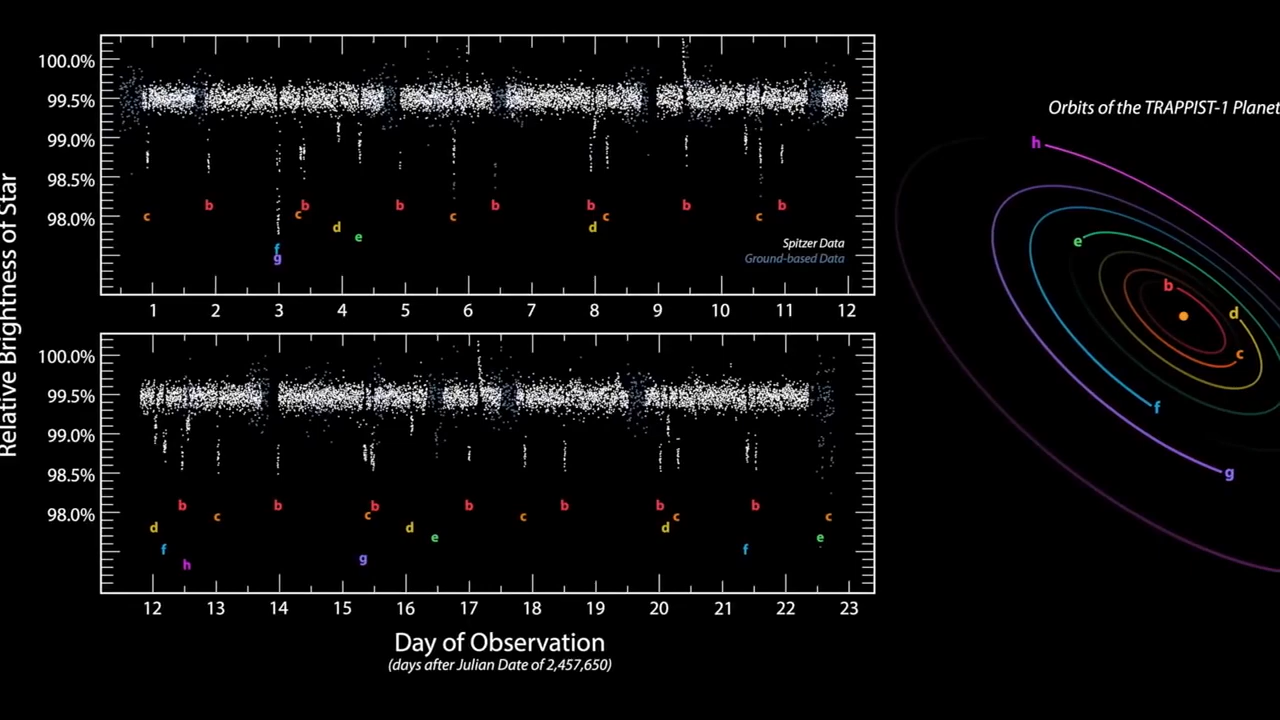 Relative Brightness of Star
100.0%
99.5%
99.0%
98.5%
98.0%
b b b b b b b b
c c c c c
d d
e
f
g
Spitzer Data
Ground-based Data
1 2 3 4 5 6 7 8 9 10 11 12
100.0%
99.5%
99.0%
98.5%
98.0%
b b b b b b b
c c c c c
d d d
e e
f f
g
h
12 13 14 15 16 17 18 19 20 21 22 23
Day of Observation
(days after Julian Date of 2,457,650)
Orbits of the TRAPPIST-1 Planet
h
e
b
d
c
f
g